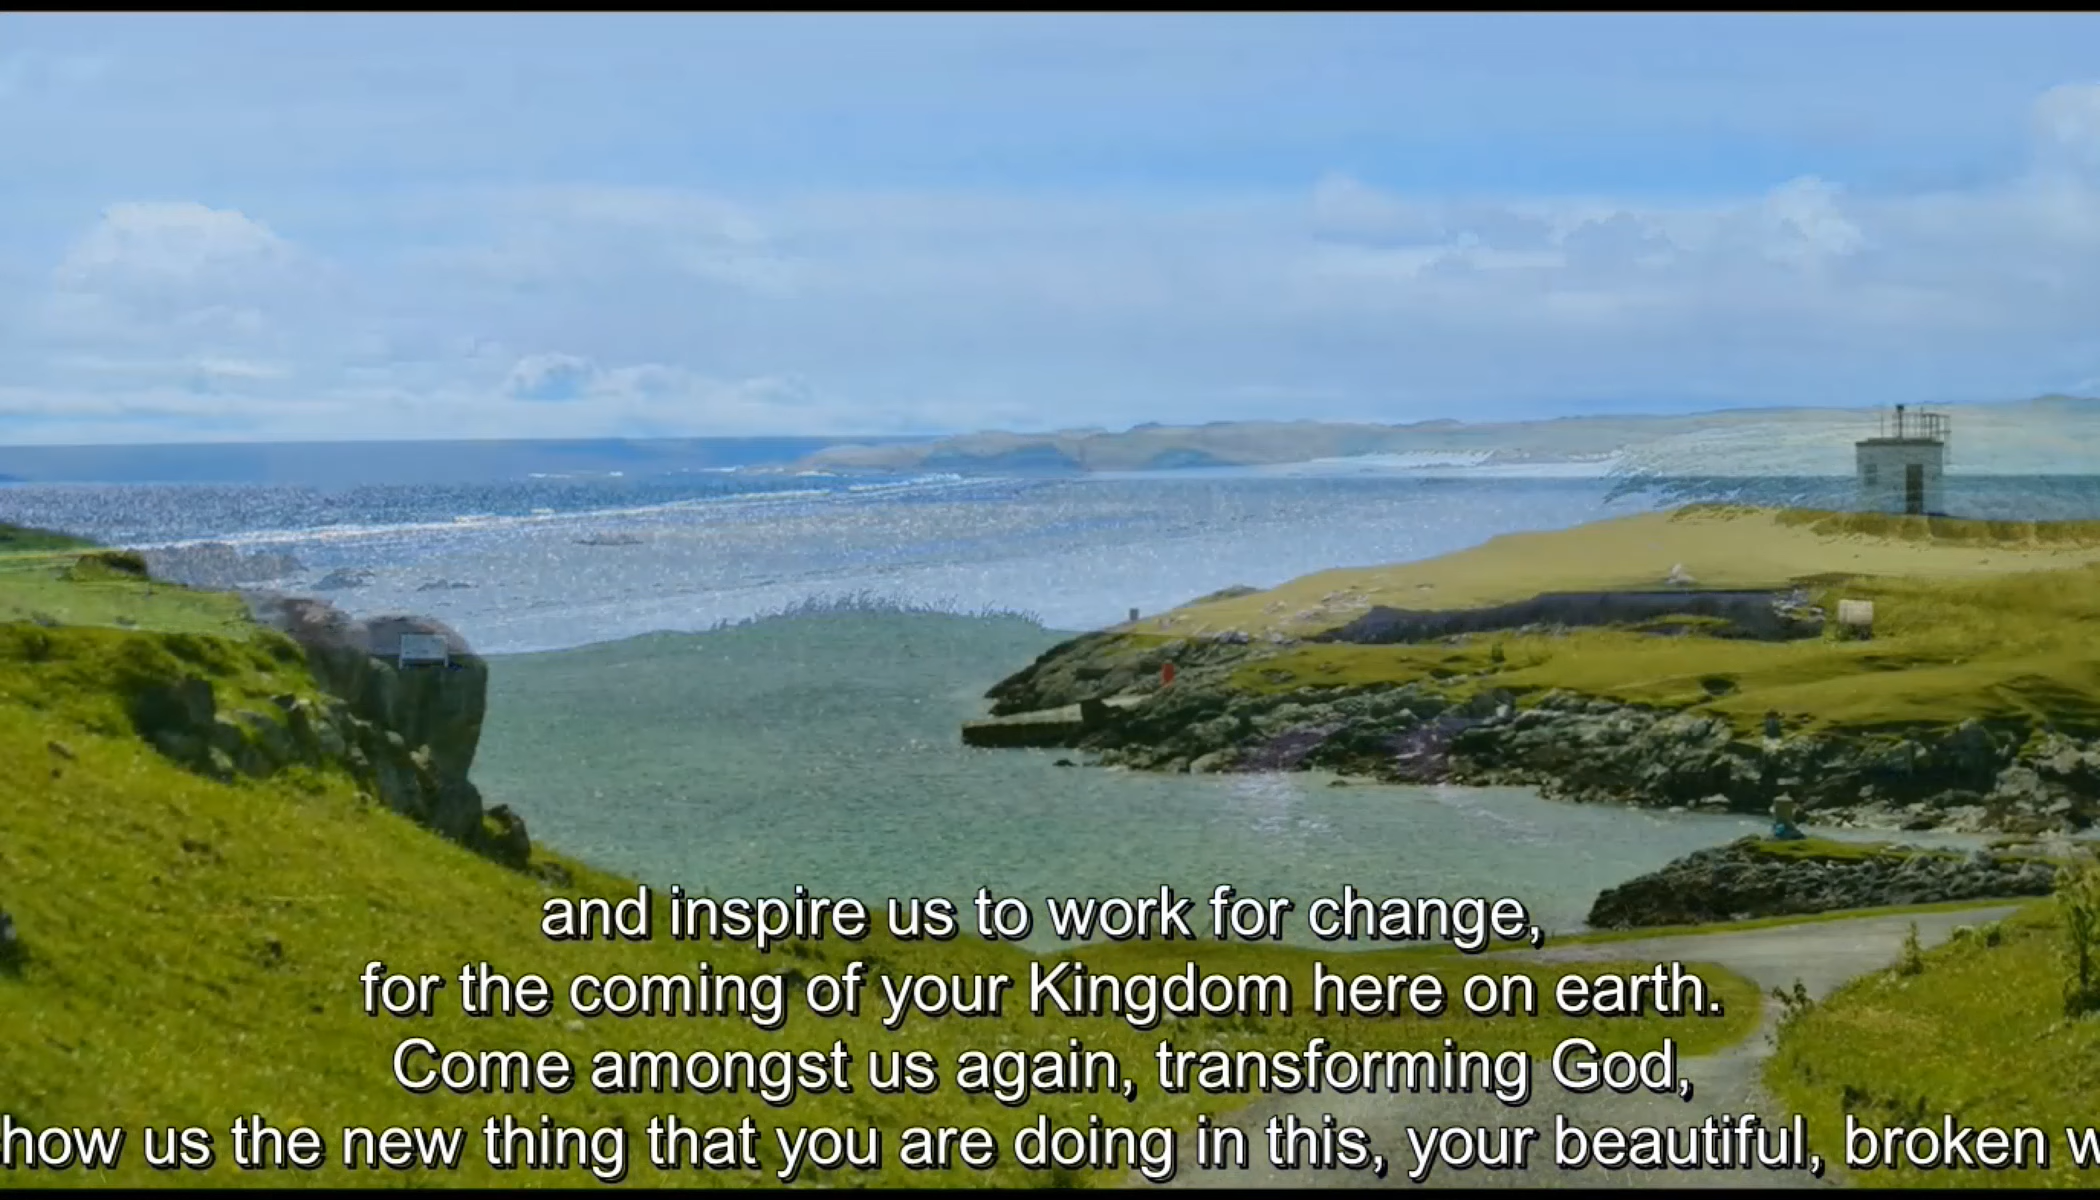 and inspire us to work for change,
for the coming of your Kingdom here on earth.
Come amongst us again, transforming God,
how us the new thing that you are doing in this, your beautiful, broken w